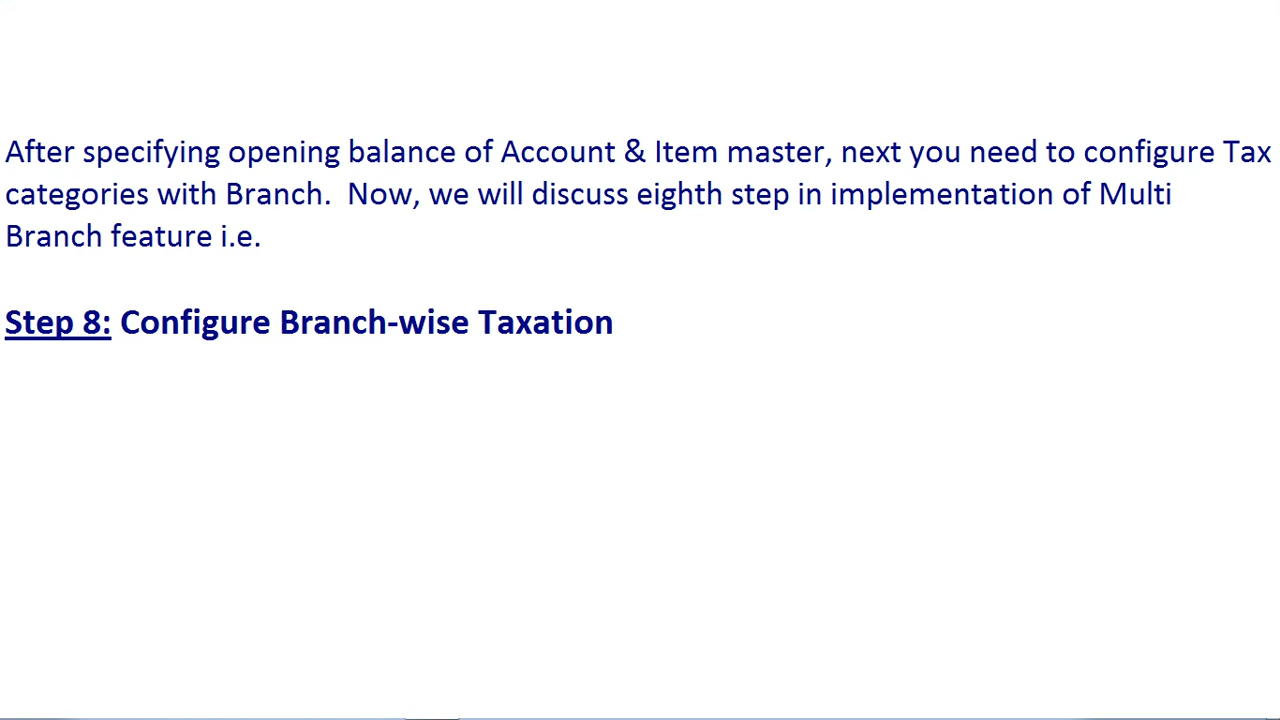 After specifying opening balance of Account & Item master, next you need to configure Tax
categories with Branch.  Now, we will discuss eighth step in implementation of Multi
Branch feature i.e.
Step 8: Configure Branch-wise Taxation